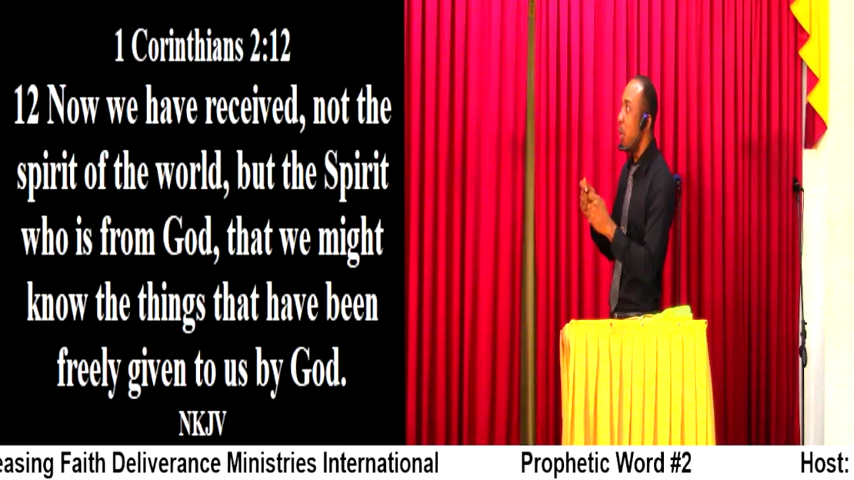 1 Corinthians 2:12
12 Now we have received, not the
spirit of the world, but the Spirit
who is from God, that we might
know the things that have been
freely given to us by God.
NKJV
easing Faith Deliverance Ministries International Prophetic Word #2 Host: